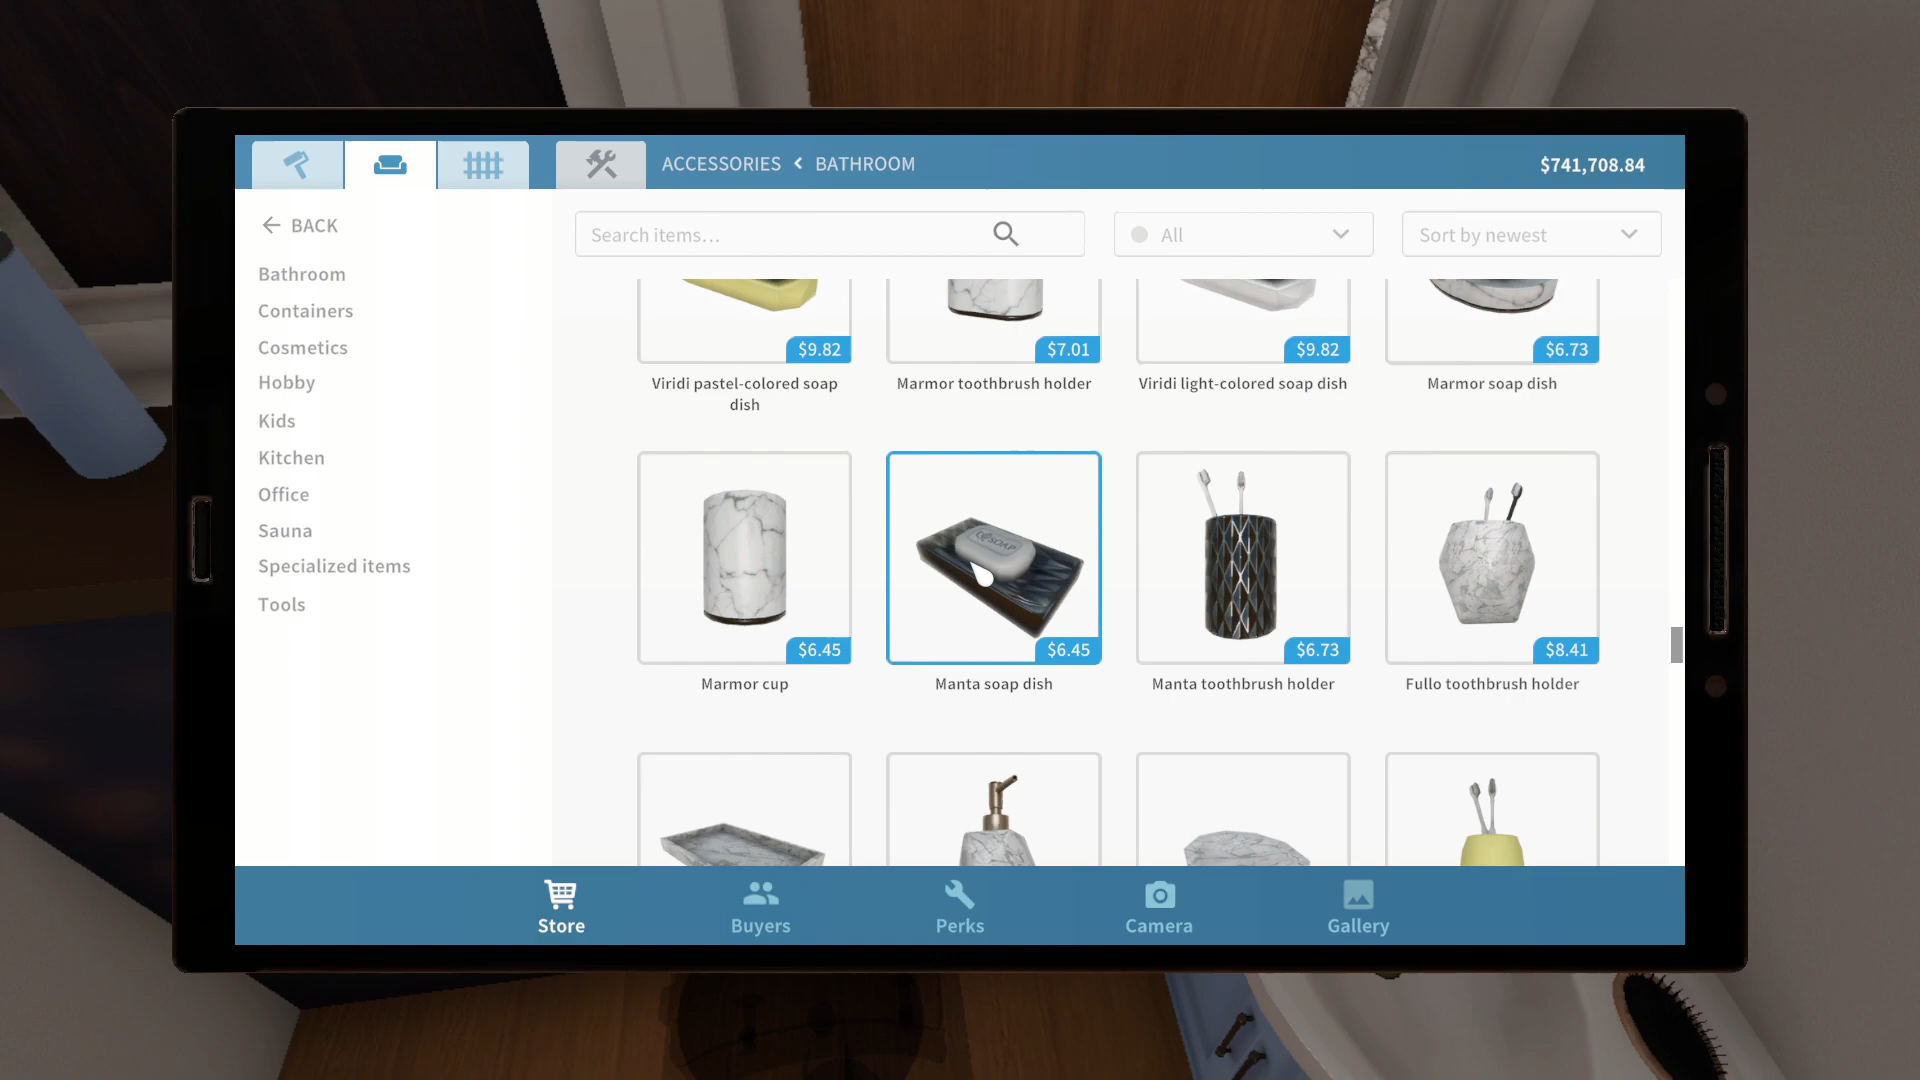 ACCESSORIES < BATHROOM
$741,708.84
BACK
Search items...
All
Sort by newest
Bathroom
Containers
Cosmetics
Hobby
Kids
Kitchen
Office
Sauna
Specialized items
Tools
$9.82
$7.01
$9.82
$6.73
Viridi pastel-colored soap
dish
Marmor toothbrush holder
Viridi light-colored soap dish
Marmor soap dish
SOAP
$6.45
$6.45
$6.73
$8.41
Marmor cup
Manta soap dish
Manta toothbrush holder
Fullo toothbrush holder
Store
Buyers
Perks
Camera
Gallery